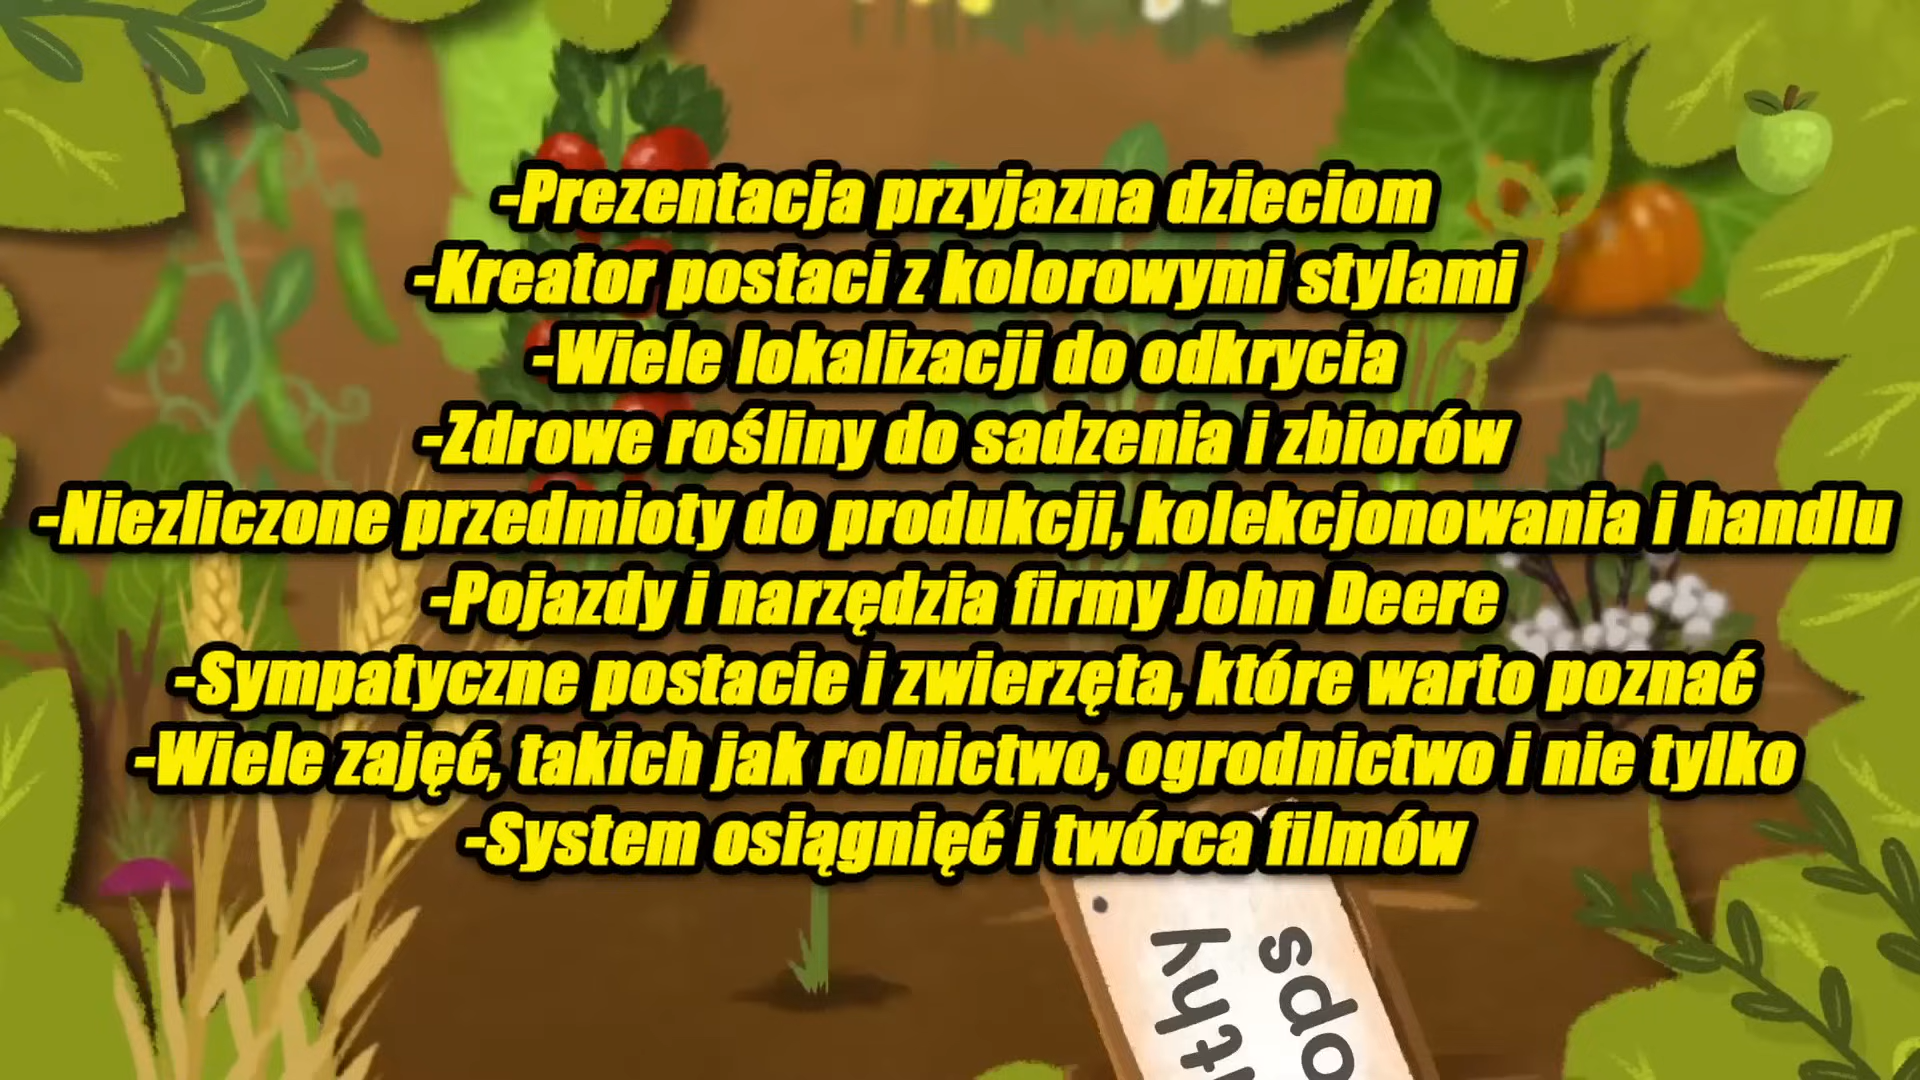 -Prezentacja przyjazna dzieciom
-Kreator postaci z kolorowymi stylami
-Wiele lokalizacji do odkrycia
-Zdrowe rośliny do sadzenia i zbiorów
-Niezliczone przedmioty do produkcji, kolekcjonowania i handlu
-Pojazdy i narzędzia firmy John Deere
-Sympatyczne postacie i zwierzęta, które warto poznać
-Wiele zajęć, takich jak rolnictwo, ogrodnictwo i nie tylko
-System osiągnięć i twórca filmów